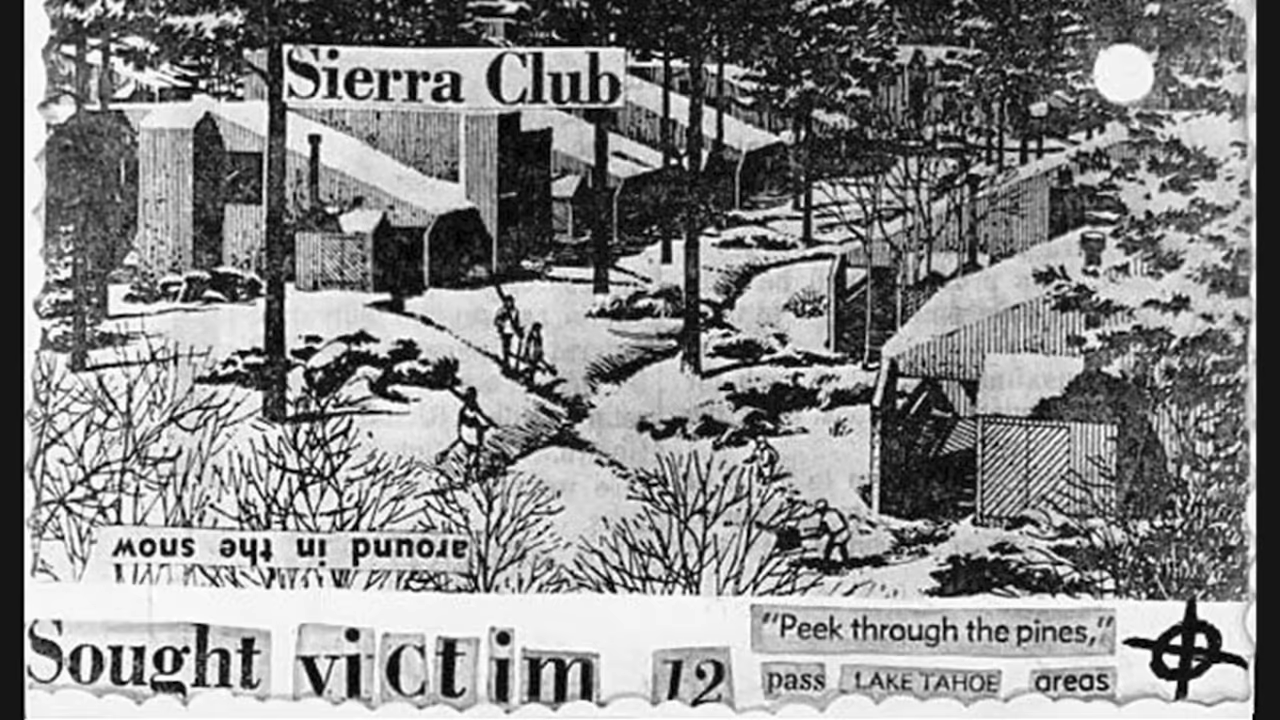 Sierra Club
around in the snow
Sought victim 12
"Peek through the pines,"
pass LAKE TAHOE areas